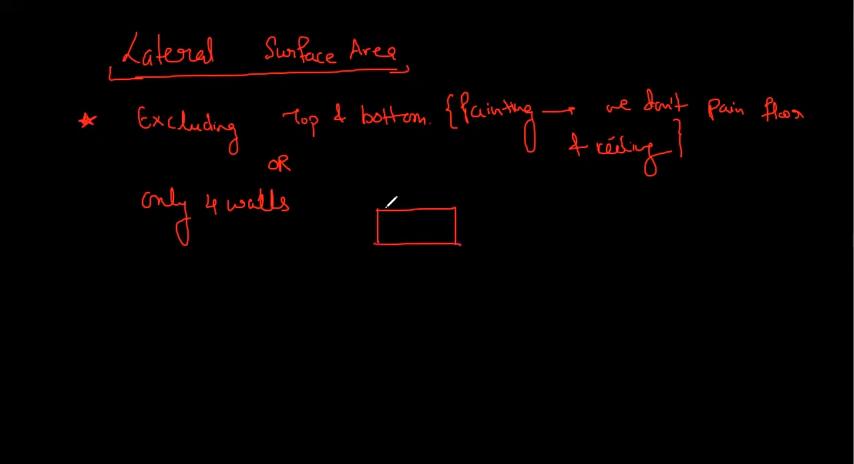 Lateral Surface Area
* Excluding Top & bottom. {Painting → we don't pain floor
& ceiling}
OR
only 4 walls